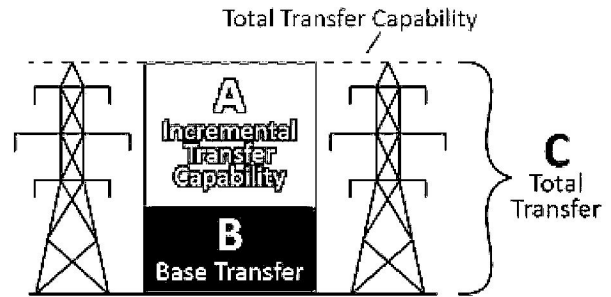 Total Transfer Capability
A
Incremental
Transfer
Capability
B
Base Transfer
C
Total
Transfer